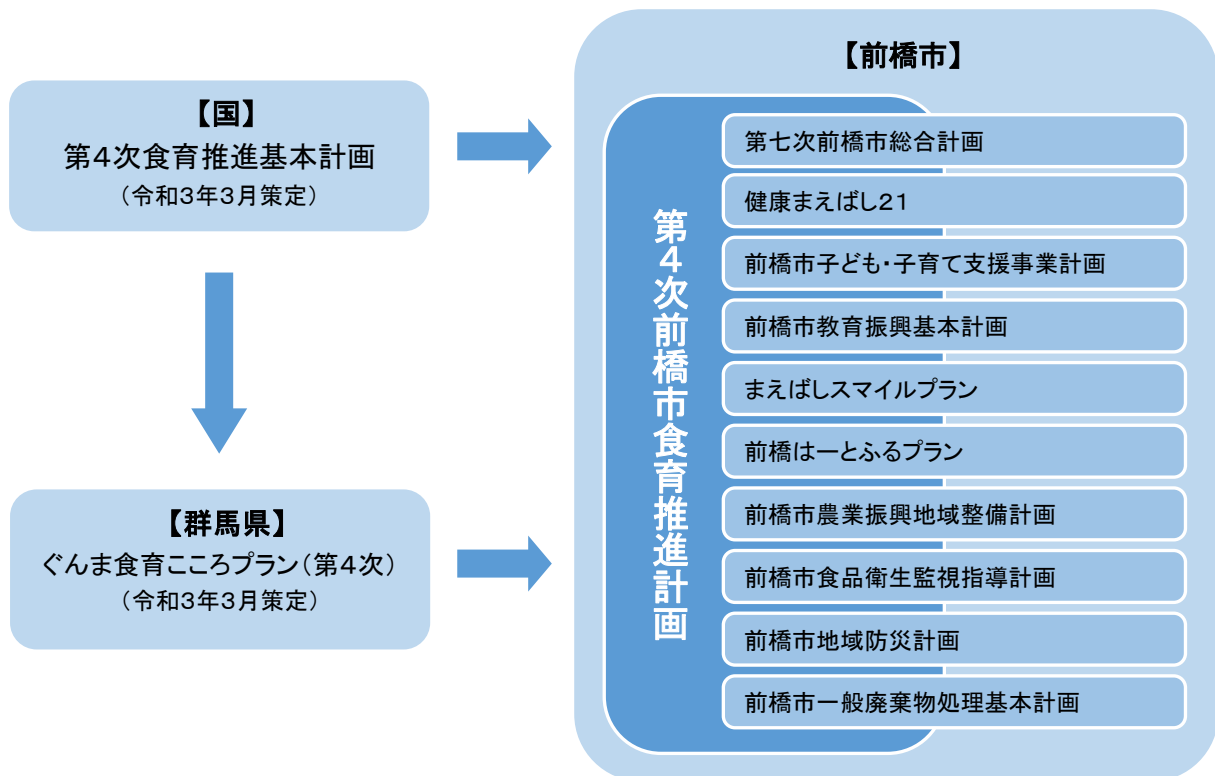 【国】
第4次食育推進基本計画
(令和3年3月策定)
【群馬県】
ぐんま食育こころプラン(第4次)
(令和3年3月策定)
【前橋市】
第4次前橋市食育推進計画
第七次前橋市総合計画
健康まえばし21
前橋市子ども・子育て支援事業計画
前橋市教育振興基本計画
まえばしスマイルプラン
前橋はーとふるプラン
前橋市農業振興地域整備計画
前橋市食品衛生監視指導計画
前橋市地域防災計画
前橋市一般廃棄物処理基本計画